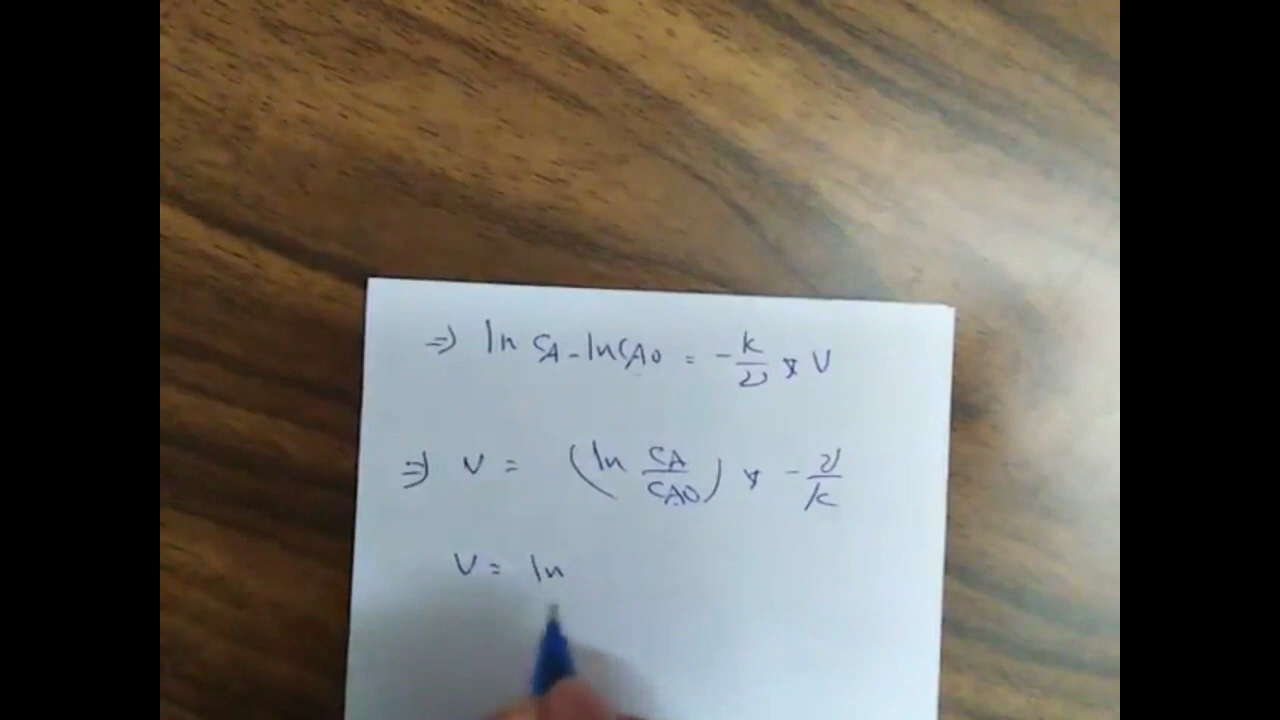 ⇒ ln CA - ln CA0 = - k/υ * V
⇒ V = (ln CA/CA0) * - υ/k
V = ln